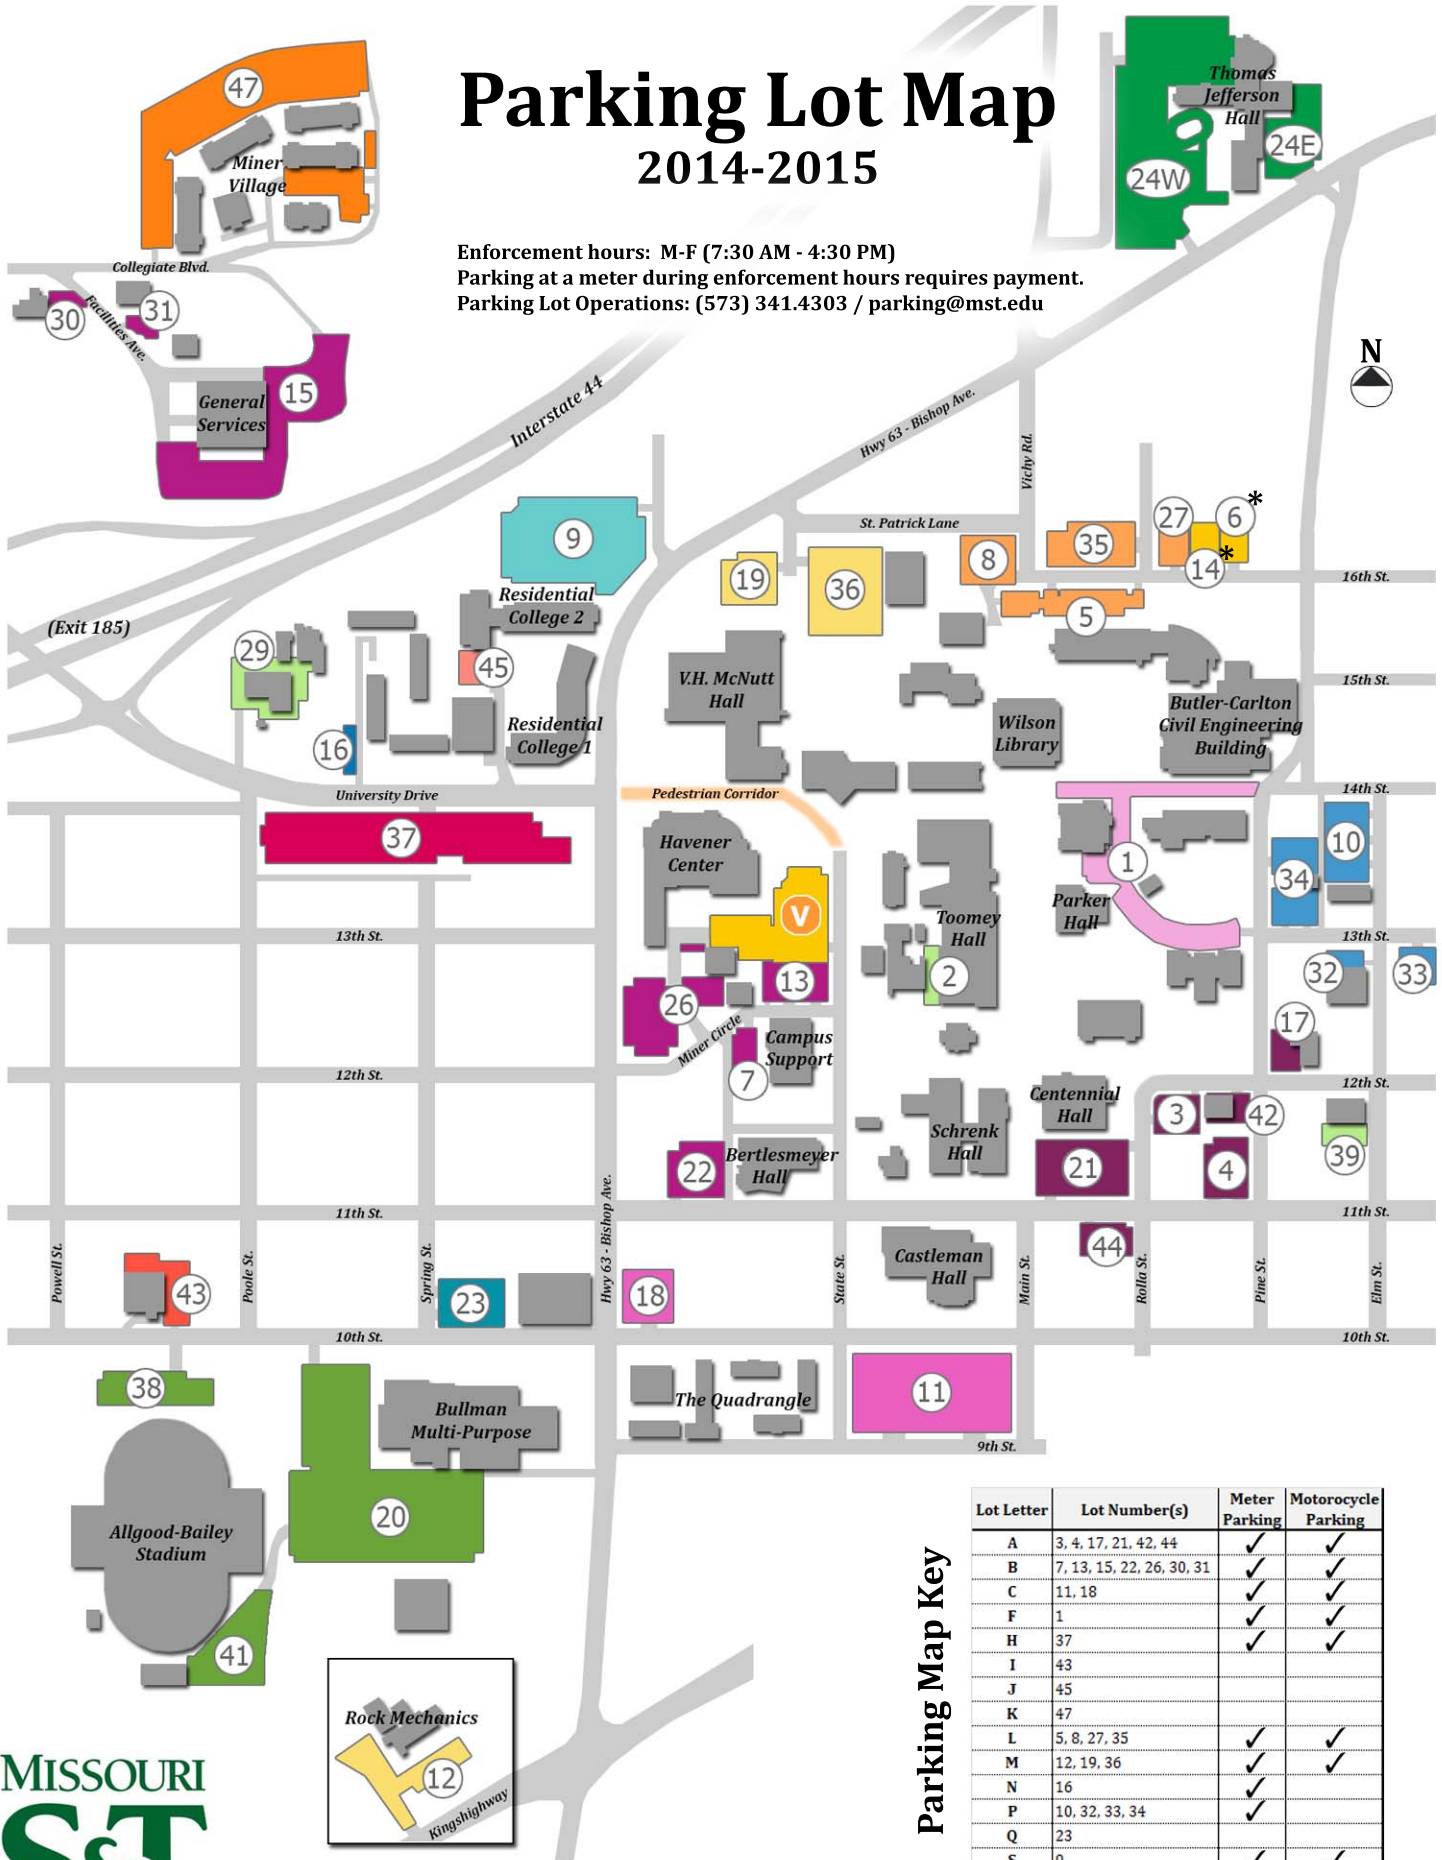 Parking Lot Map
2014-2015
Enforcement hours: M-F (7:30 AM - 4:30 PM)
Parking at a meter during enforcement hours requires payment.
Parking Lot Operations: (573) 341.4303 / parking@mst.edu
47
Miner
Village
Collegiate Blvd.
Facilities Ave.
30
31
15
General
Services
Thomas
Jefferson
Hall
24W
24E
N
Interstate 44
Hwy 63 - Bishop Ave.
Vichy Rd.
St. Patrick Lane
9
19
36
8
35
27
6*
14*
16th St.
5
(Exit 185)
Residential
College 2
29
45
16
Residential
College 1
V.H. McNutt
Hall
Wilson
Library
Butler-Carlton
Civil Engineering
Building
15th St.
University Drive
Pedestrian Corridor
14th St.
37
Havener
Center
V
Toomey
Hall
Parker
Hall
1
10
34
13th St.
13th St.
2
13
26
32
33
17
Miner Circle
Campus
Support
7
12th St.
12th St.
Centennial
Hall
Schrenk
Hall
3
42
39
4
21
22
Bertlesmeyer
Hall
11th St.
11th St.
44
Castleman
Hall
Powell St.
Poole St.
Spring St.
Hwy 63 - Bishop Ave.
State St.
Main St.
Rolla St.
Pine St.
Elm St.
43
23
18
10th St.
10th St.
38
Bullman
Multi-Purpose
The Quadrangle
11
9th St.
20
Allgood-Bailey
Stadium
41
Rock Mechanics
12
Kingshighway
MISSOURI
S&T
Parking Map Key
Lot Letter Lot Number(s) Meter Parking Motorocycle Parking
A 3, 4, 17, 21, 42, 44 ✓ ✓
B 7, 13, 15, 22, 26, 30, 31 ✓ ✓
C 11, 18 ✓ ✓
F 1 ✓ ✓
H 37 ✓ ✓
I 43
J 45
K 47
L 5, 8, 27, 35 ✓ ✓
M 12, 19, 36 ✓ ✓
N 16 ✓
P 10, 32, 33, 34 ✓
Q 23
S 9 ✓ ✓